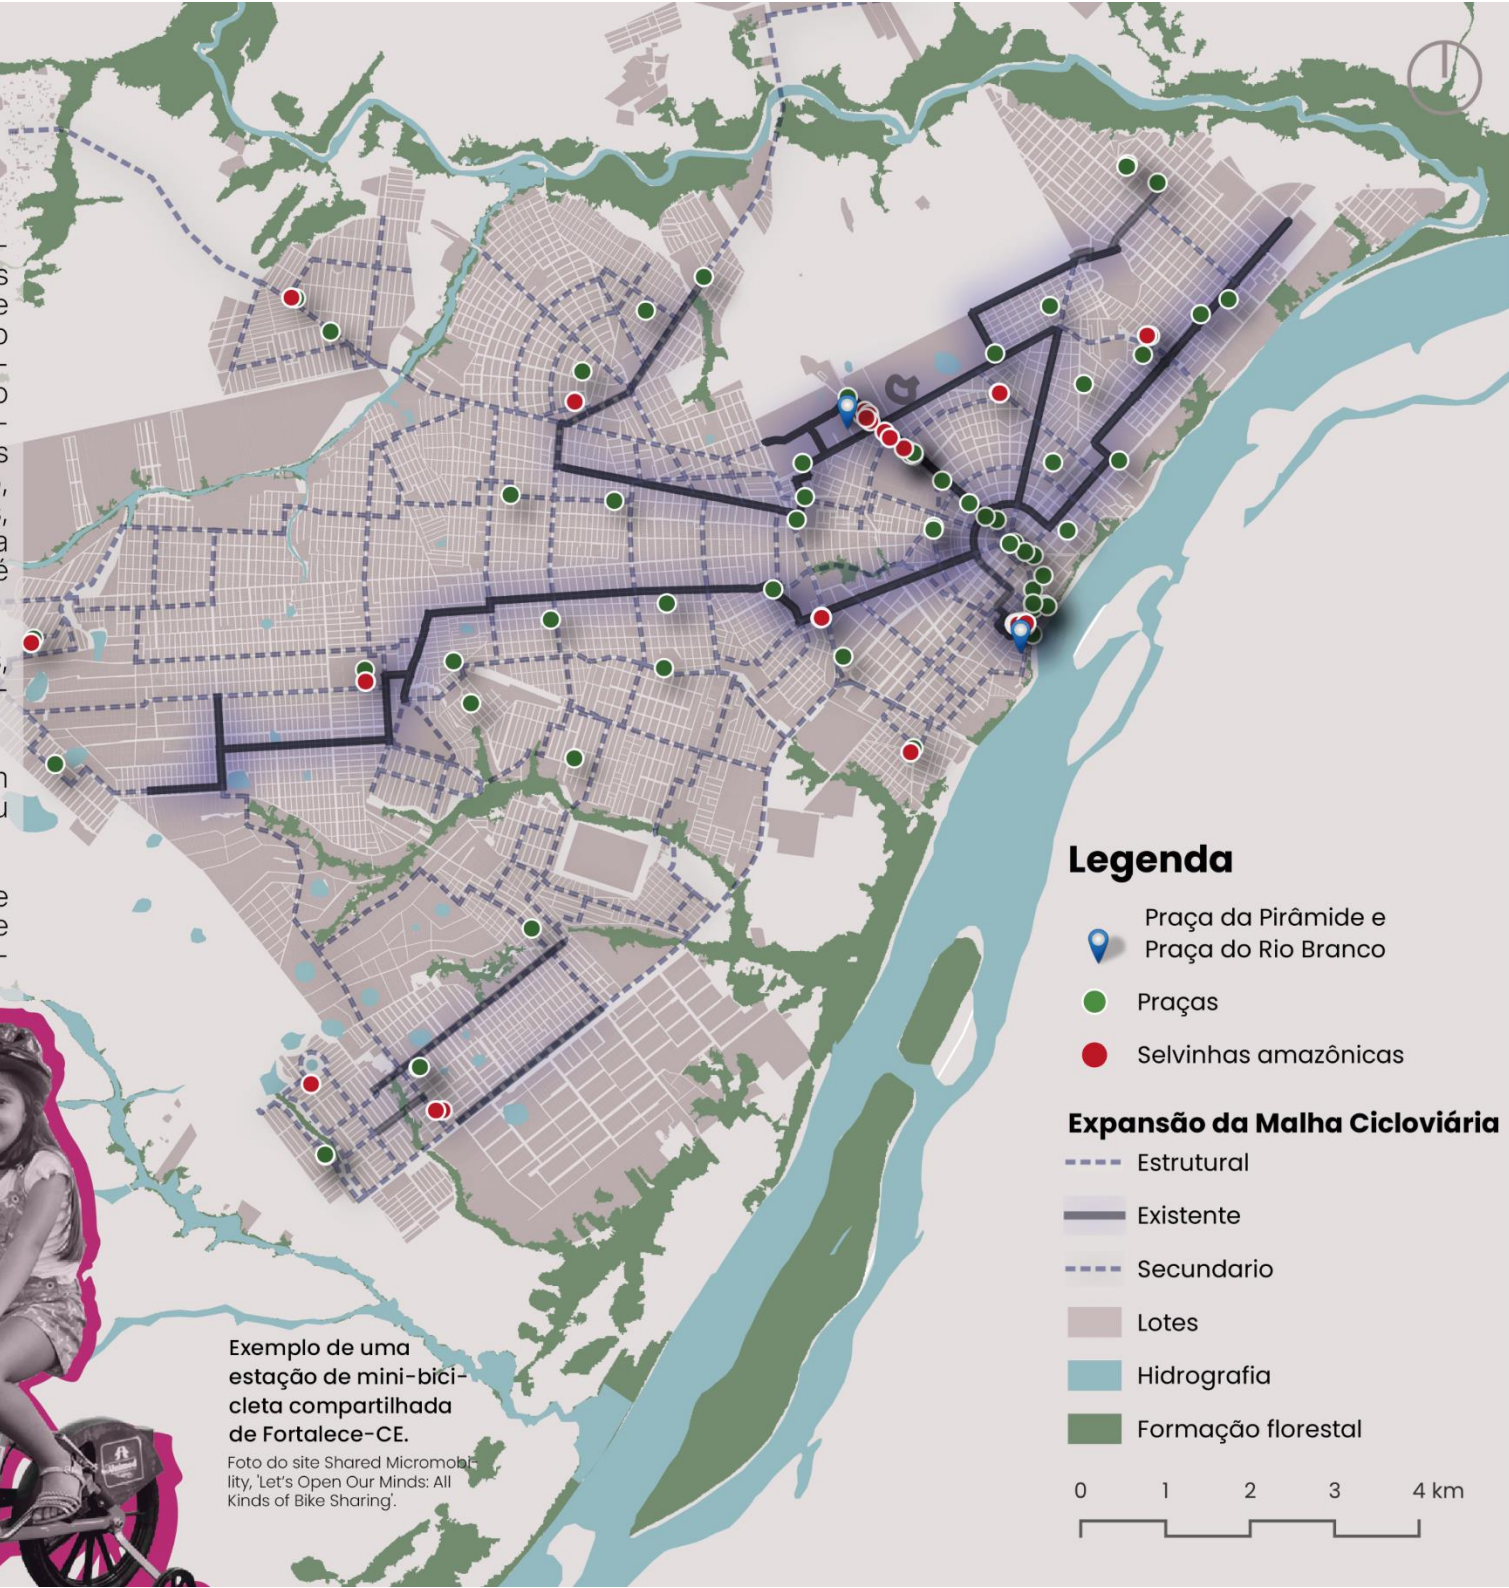 Legenda
Praça da Pirâmide e
Praça do Rio Branco
Praças
Selvinhas amazônicas
Expansão da Malha Cicloviária
Estrutural
Existente
Secundario
Lotes
Hidrografia
Formação florestal
0 1 2 3 4 km
Exemplo de uma
estação de mini-bici-
cleta compartilhada
de Fortalece-CE.
Foto do site Shared Micromobi-
lity, 'Let's Open Our Minds: All
Kinds of Bike Sharing'.